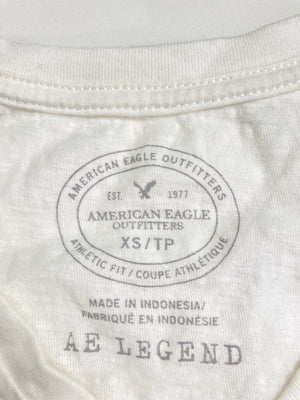 AMERICAN EAGLE OUTFITTERS
EST. 1977
AMERICAN EAGLE
OUTFITTERS
XS/TP
ATHLETIC FIT/COUPE ATHLÉTIQUE
MADE IN INDONESIA/
FABRIQUÉ EN INDONÉSIE
AE LEGEND